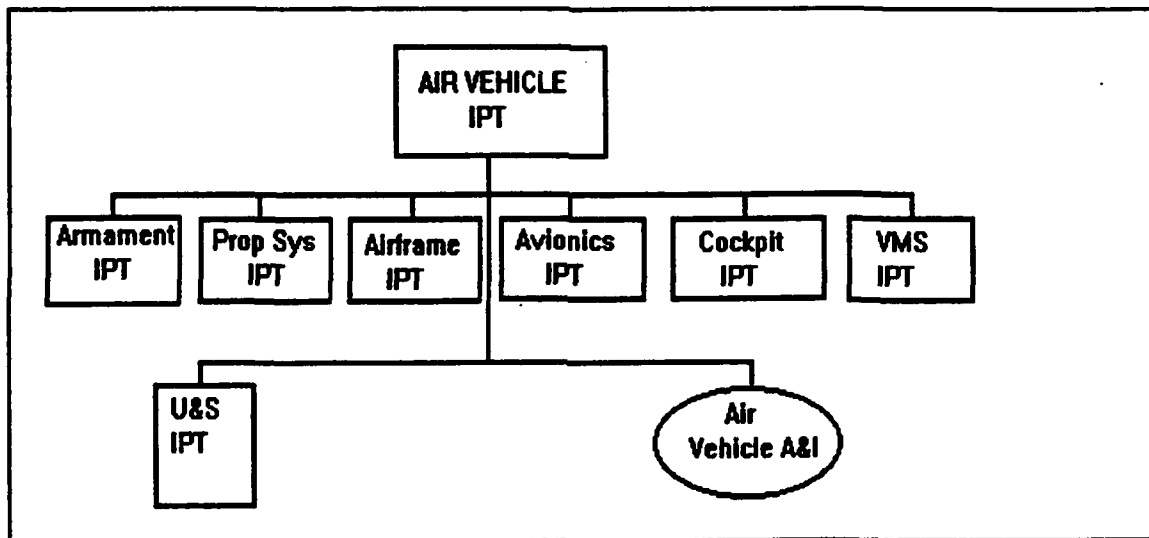 AIR VEHICLE
IPT
Armament
IPT
Prop Sys
IPT
Airframe
IPT
Avionics
IPT
Cockpit
IPT
VMS
IPT
U&S
IPT
Air
Vehicle A&I